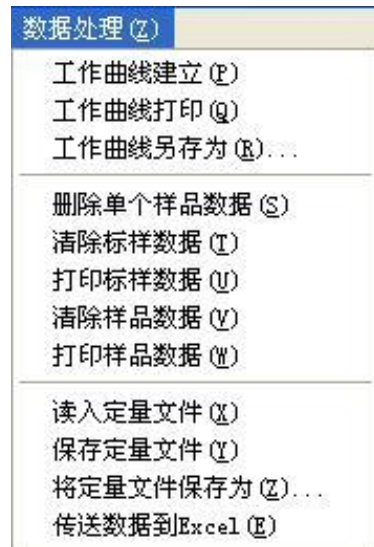 数据处理(Z)
工作曲线建立(P)
工作曲线打印(Q)
工作曲线另存为(R)...
删除单个样品数据(S)
清除标样数据(T)
打印标样数据(U)
清除样品数据(V)
打印样品数据(W)
读入定量文件(X)
保存定量文件(Y)
将定量文件保存为(Z)...
传送数据到Excel(E)